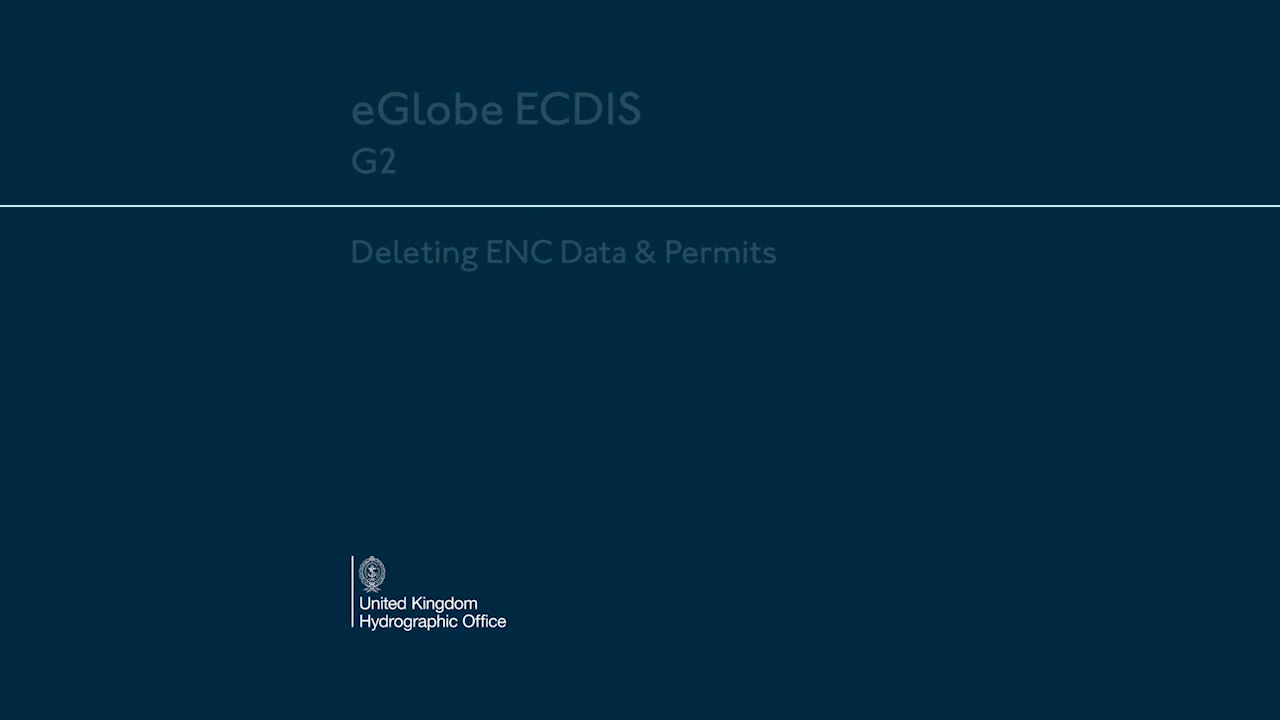 eGlobe ECDIS
G2
Deleting ENC Data & Permits
United Kingdom
Hydrographic Office